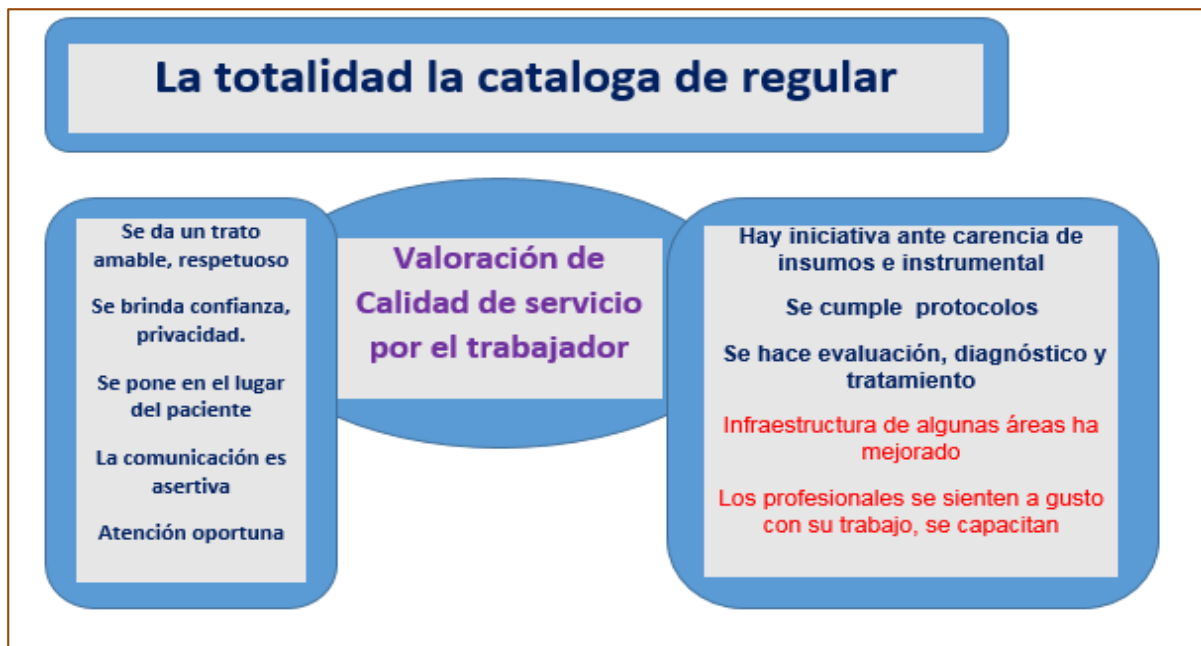 La totalidad la cataloga de regular
Se da un trato
amable, respetuoso
Se brinda confianza,
privacidad.
Se pone en el lugar
del paciente
La comunicación es
asertiva
Atención oportuna
Valoración de
Calidad de servicio
por el trabajador
Hay iniciativa ante carencia de
insumos e instrumental
Se cumple protocolos
Se hace evaluación, diagnóstico y
tratamiento
Infraestructura de algunas áreas ha
mejorado
Los profesionales se sienten a gusto
con su trabajo, se capacitan